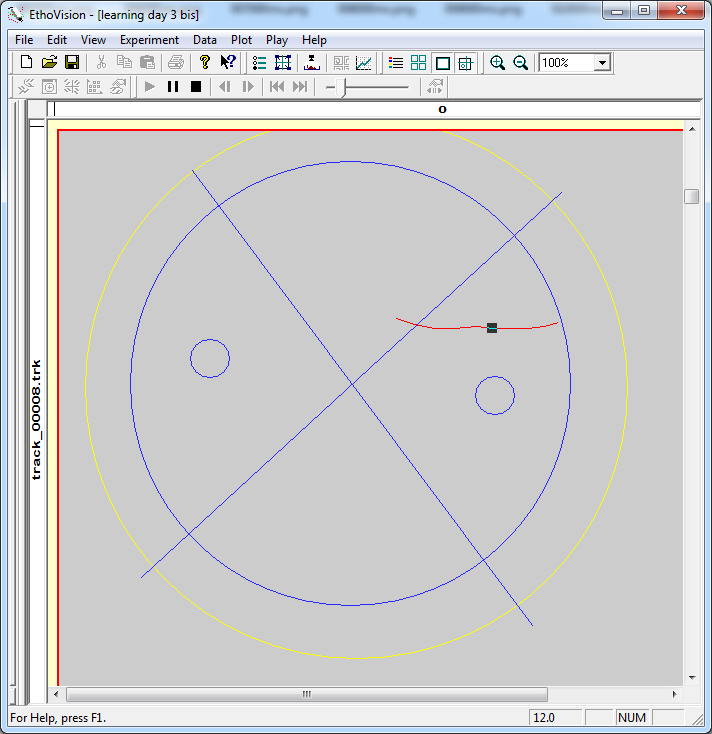 EthoVision - [learning day 3 bis]
File Edit View Experiment Data Plot Play Help
100%
0
track_00008.trk
For Help, press F1.
12.0
NUM